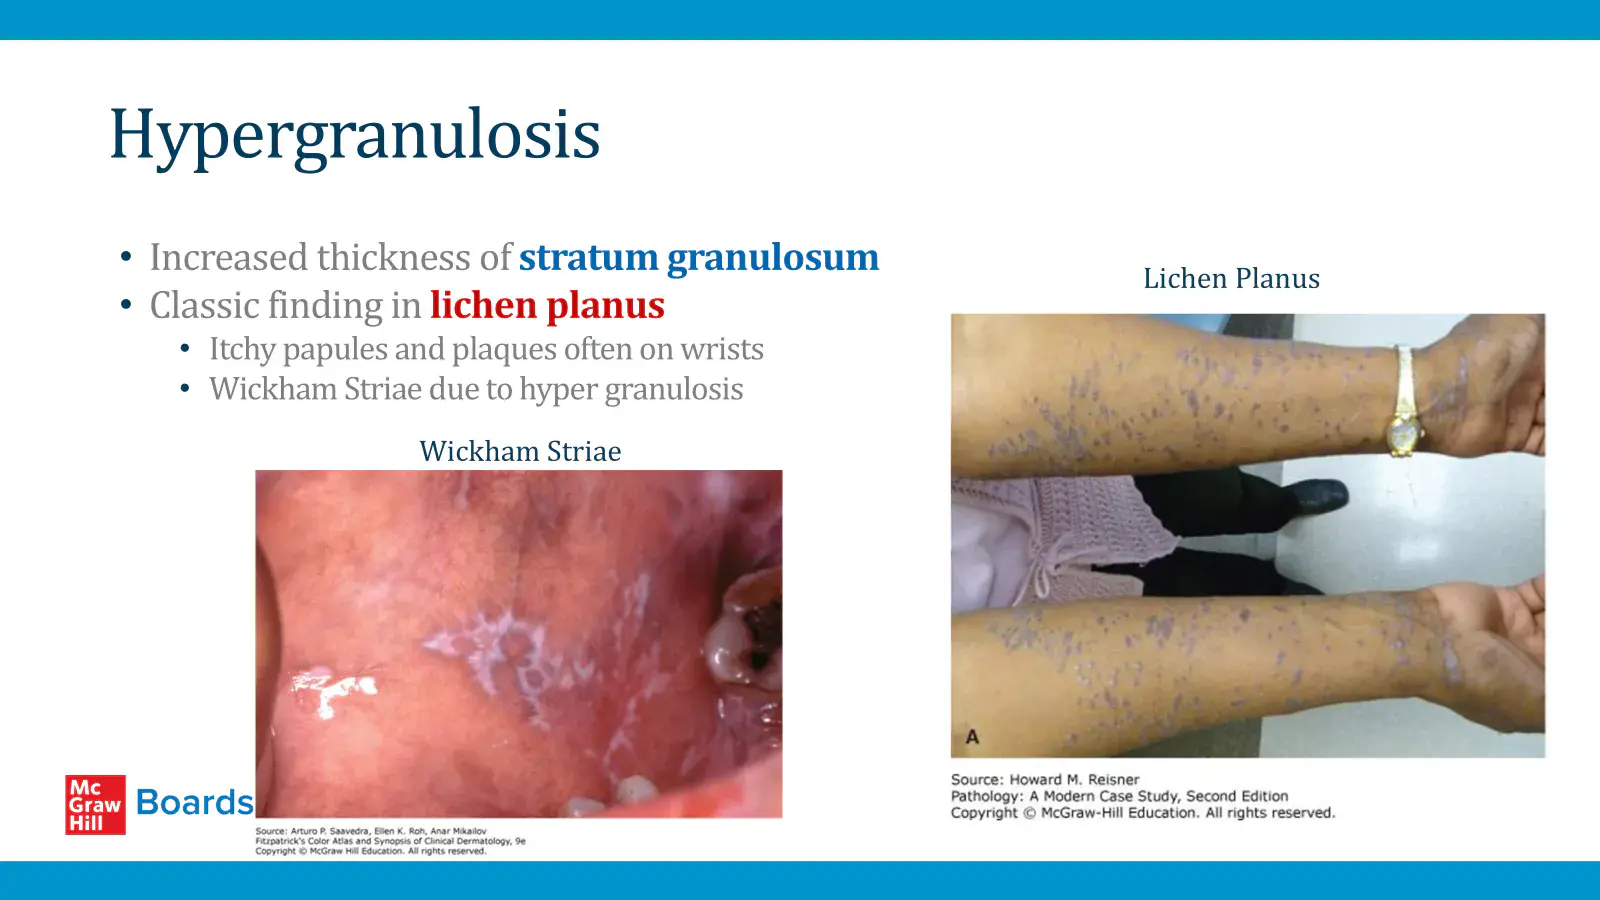 Hypergranulosis
• Increased thickness of stratum granulosum
• Classic finding in lichen planus
• Itchy papules and plaques often on wrists
• Wickham Striae due to hyper granulosis
Wickham Striae
Lichen Planus
A
Source: Howard M. Reisner
Pathology: A Modern Case Study, Second Edition
Copyright © McGraw-Hill Education. All rights reserved.
Mc
Graw
Hill
Boards
Source: Arturo P. Saavedra, Ellen K. Roh, Anar Mikailov
Fitzpatrick's Color Atlas and Synopsis of Clinical Dermatology, 9e
Copyright © McGraw Hill Education. All rights reserved.